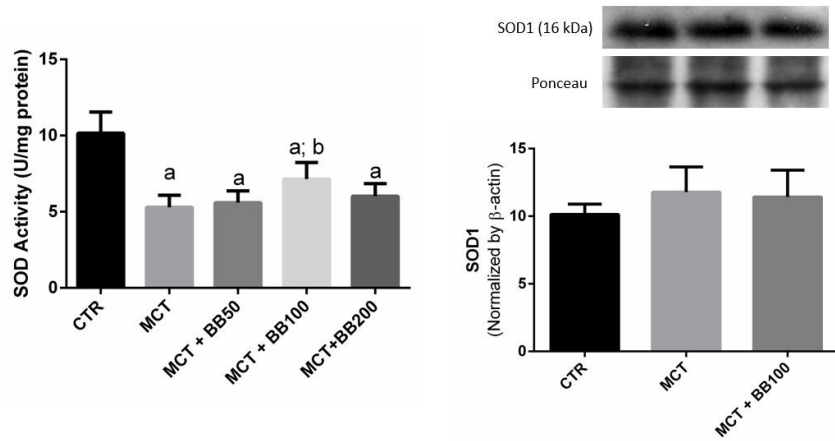 SOD Activity (U/mg protein)
15
10
5
0
a
a
a; b
a
CTR
MCT
MCT + BB50
MCT + BB100
MCT+BB200
SOD1 (16 kDa)
Ponceau
SOD1
(Normalized by β-actin)
15
10
5
0
CTR
MCT
MCT + BB100